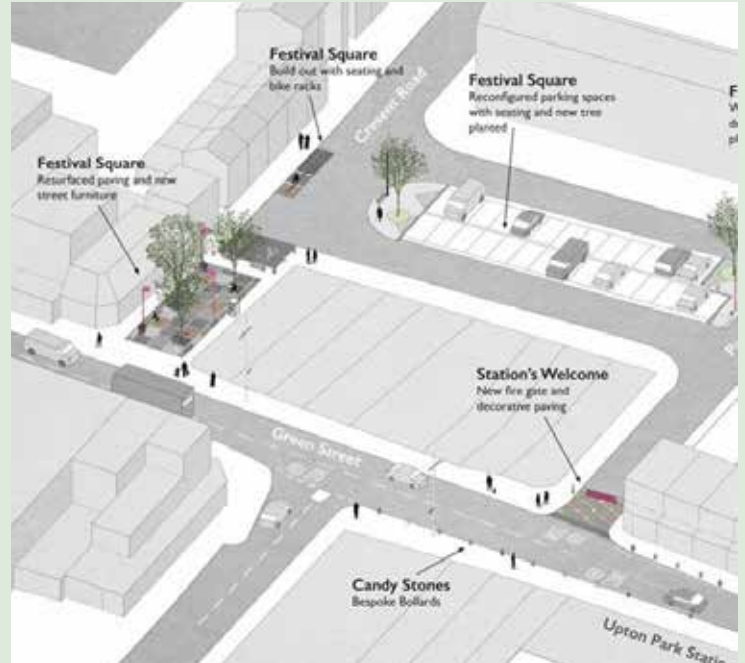 Festival Square
Build out with seating and
bike racks
Cresent Road
Festival Square
Reconfigured parking spaces
with seating and new tree
planted
Festival Square
Resurfaced paving and new
street furniture
Station's Welcome
New fire gate and
decorative paving
Green Street
Candy Stones
Bespoke Bollards
Upton Park